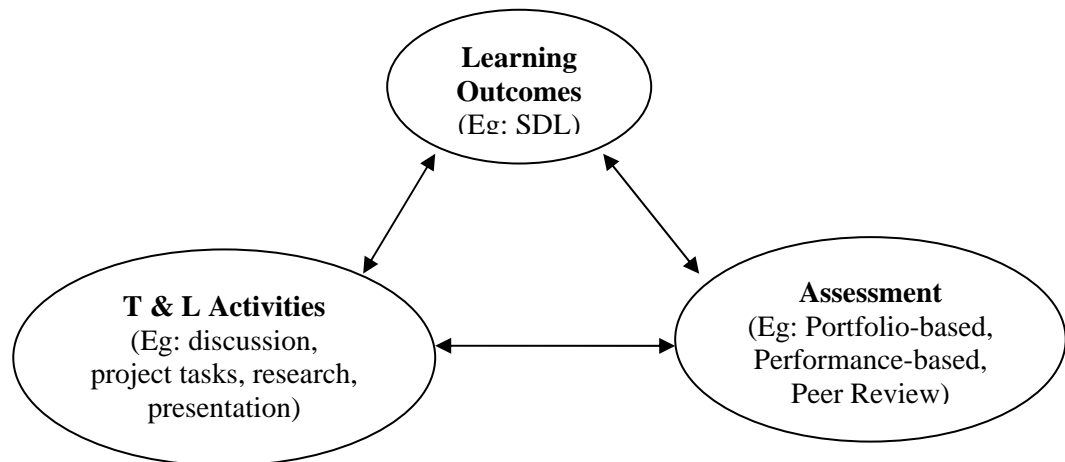 Learning
Outcomes
(Eg: SDL)
T & L Activities
(Eg: discussion,
project tasks, research,
presentation)
Assessment
(Eg: Portfolio-based,
Performance-based,
Peer Review)